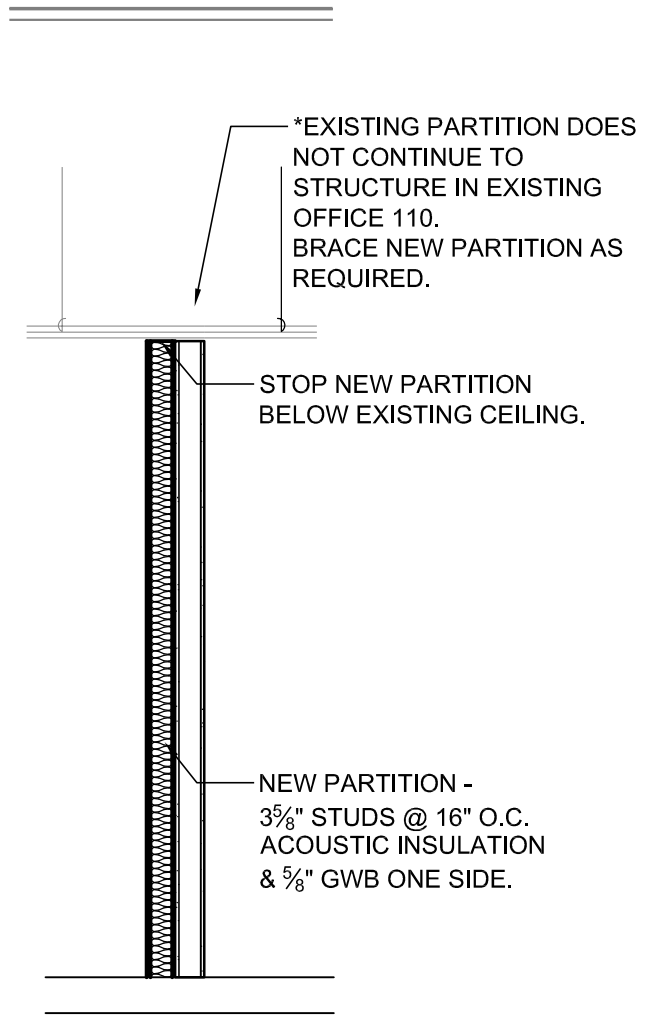 *EXISTING PARTITION DOES
NOT CONTINUE TO
STRUCTURE IN EXISTING
OFFICE 110.
BRACE NEW PARTITION AS
REQUIRED.
STOP NEW PARTITION
BELOW EXISTING CEILING.
NEW PARTITION -
3⅝" STUDS @ 16" O.C.
ACOUSTIC INSULATION
& ⅝" GWB ONE SIDE.